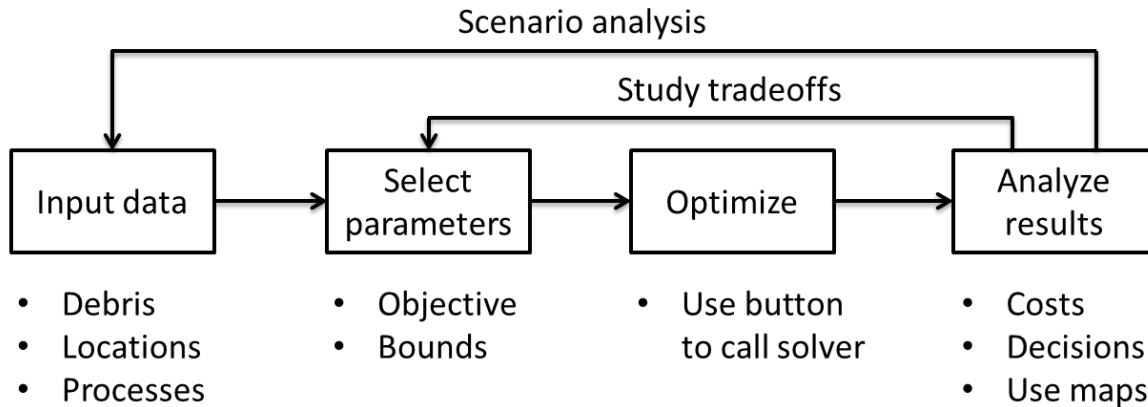 Scenario analysis
Study tradeoffs
Input data
Select
parameters
Optimize
Analyze
results
• Debris
• Locations
• Processes
• Objective
• Bounds
• Use button
to call solver
• Costs
• Decisions
• Use maps